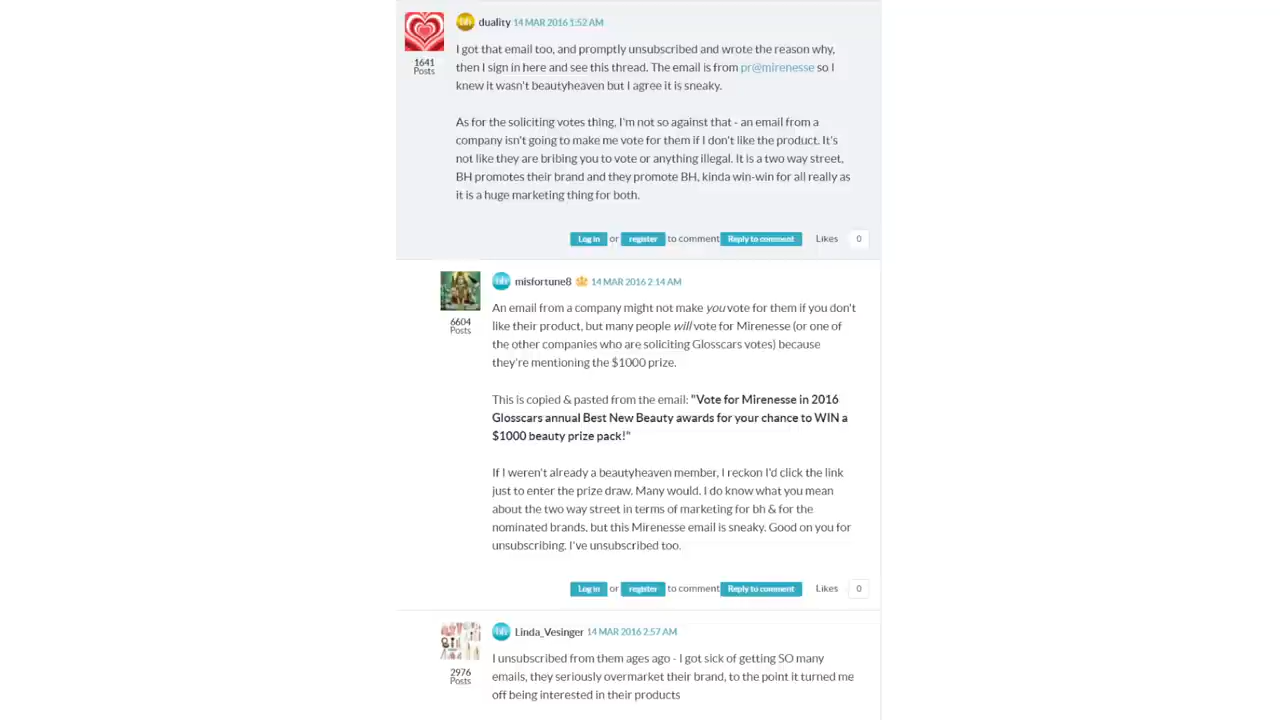 duality 14 MAR 2016 1:52 AM
1641
Posts
I got that email too, and promptly unsubscribed and wrote the reason why,
then I sign in here and see this thread. The email is from pr@mirenesse so I
knew it wasn't beautyheaven but I agree it is sneaky.
As for the soliciting votes thing, I'm not so against that - an email from a
company isn't going to make me vote for them if I don't like the product. It's
not like they are bribing you to vote or anything illegal. It is a two way street,
BH promotes their brand and they promote BH, kinda win-win for all really as
it is a huge marketing thing for both.
Log in or register to comment Reply to comment Likes 0
bh misfortune8 14 MAR 2016 2:14 AM
6604
Posts
An email from a company might not make you vote for them if you don't
like their product, but many people will vote for Mirenesse (or one of
the other companies who are soliciting Glosscars votes) because
they're mentioning the $1000 prize.
This is copied & pasted from the email: "Vote for Mirenesse in 2016
Glosscars annual Best New Beauty awards for your chance to WIN a
$1000 beauty prize pack!"
If I weren't already a beautyheaven member, I reckon I'd click the link
just to enter the prize draw. Many would. I do know what you mean
about the two way street in terms of marketing for bh & for the
nominated brands, but this Mirenesse email is sneaky. Good on you for
unsubscribing. I've unsubscribed too.
Log in or register to comment Reply to comment Likes 0
bh Linda_Vesinger 14 MAR 2016 2:57 AM
2976
Posts
I unsubscribed from them ages ago - I got sick of getting SO many
emails, they seriously overmarket their brand, to the point it turned me
off being interested in their products